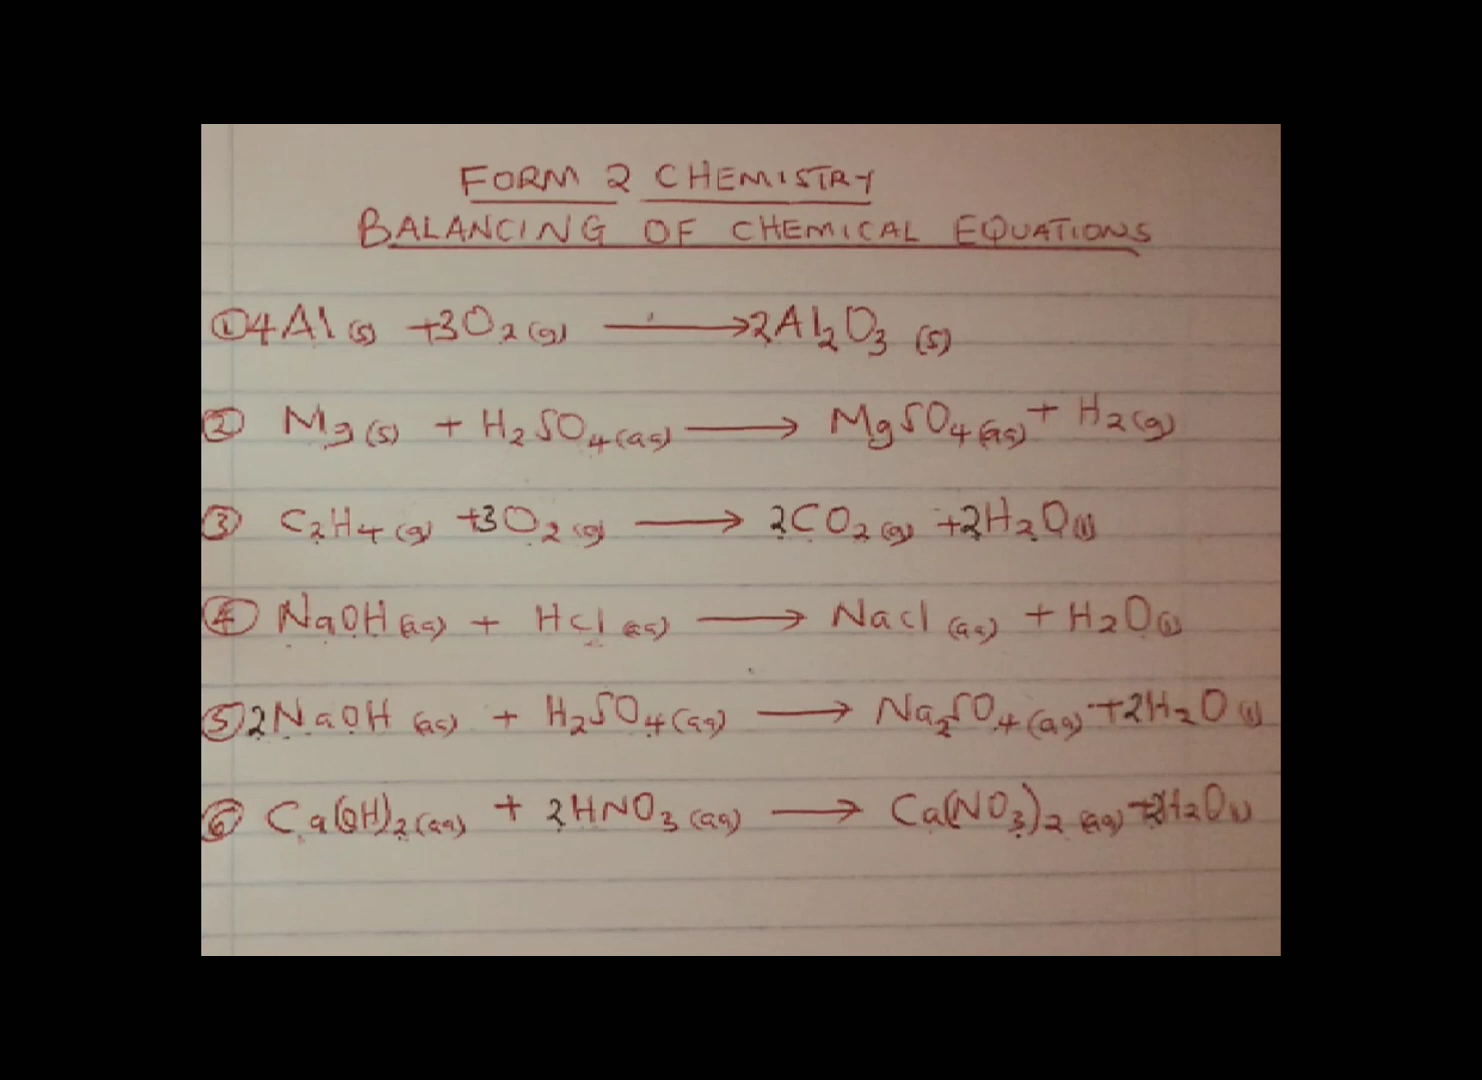 FORM 2 CHEMISTRY
BALANCING OF CHEMICAL EQUATIONS
① 4Al(s) + 3O2(g) ⟶ 2Al2O3 (s)
② Mg(s) + H2SO4(aq) ⟶ MgSO4(aq) + H2(g)
③ C2H4(g) + 3O2(g) ⟶ 2CO2(g) + 2H2O(l)
④ NaOH(aq) + HCl(aq) ⟶ NaCl(aq) + H2O(l)
⑤ 2NaOH(aq) + H2SO4(aq) ⟶ Na2SO4(aq) + 2H2O(l)
⑥ Ca(OH)2(aq) + 2HNO3(aq) ⟶ Ca(NO3)2(aq) + 2H2O(l)